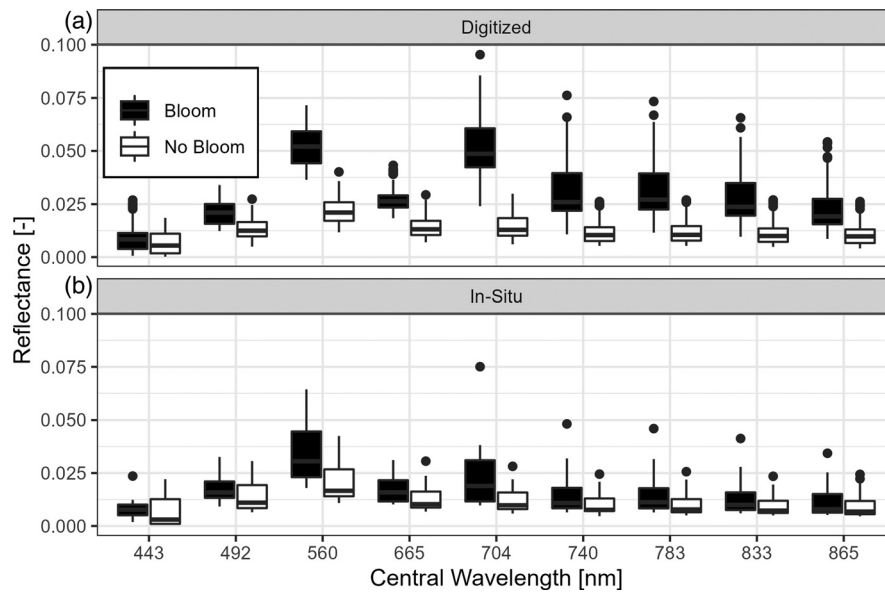 (a)
Digitized
0.100
0.075
0.050
0.025
0.000
Bloom
No Bloom
Reflectance [-]
(b)
In-Situ
0.100
0.075
0.050
0.025
0.000
443 492 560 665 704 740 783 833 865
Central Wavelength [nm]